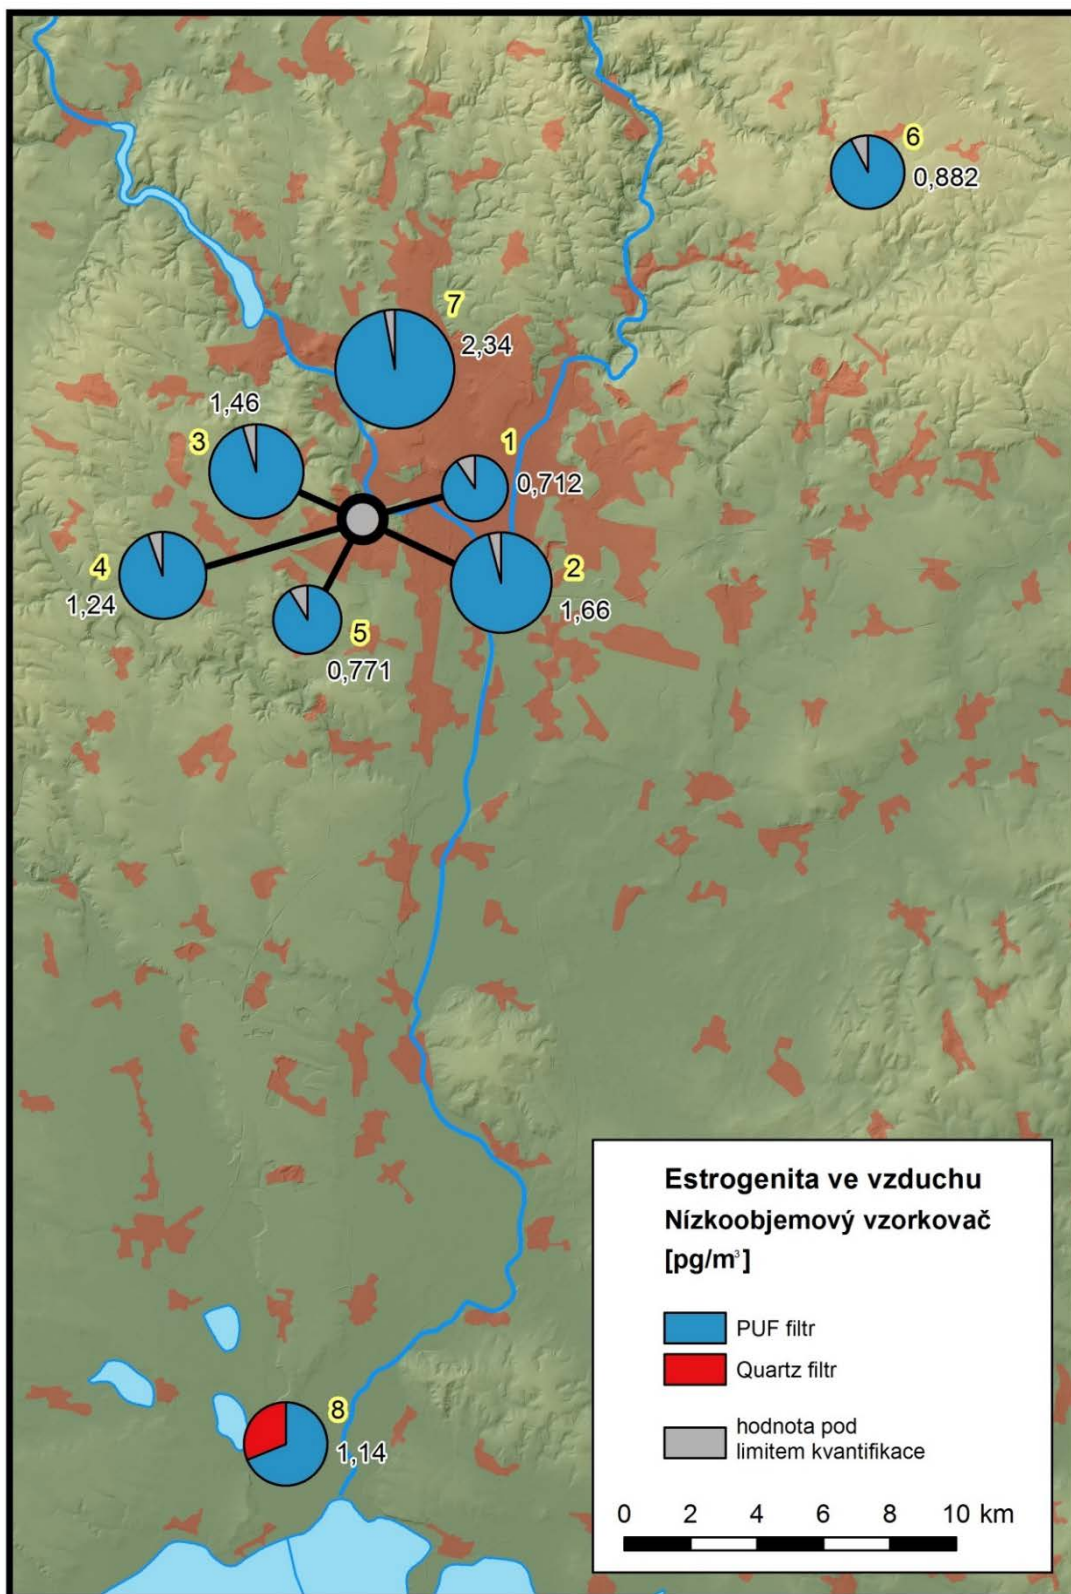 6
0,882
7
2,34
1,46
3
1
0,712
4
1,24
2
1,66
5
0,771
8
1,14
Estrogenita ve vzduchu
Nízkoobjemový vzorkovač
[pg/m³]
PUF filtr
Quartz filtr
hodnota pod
limitem kvantifikace
0 2 4 6 8 10 km